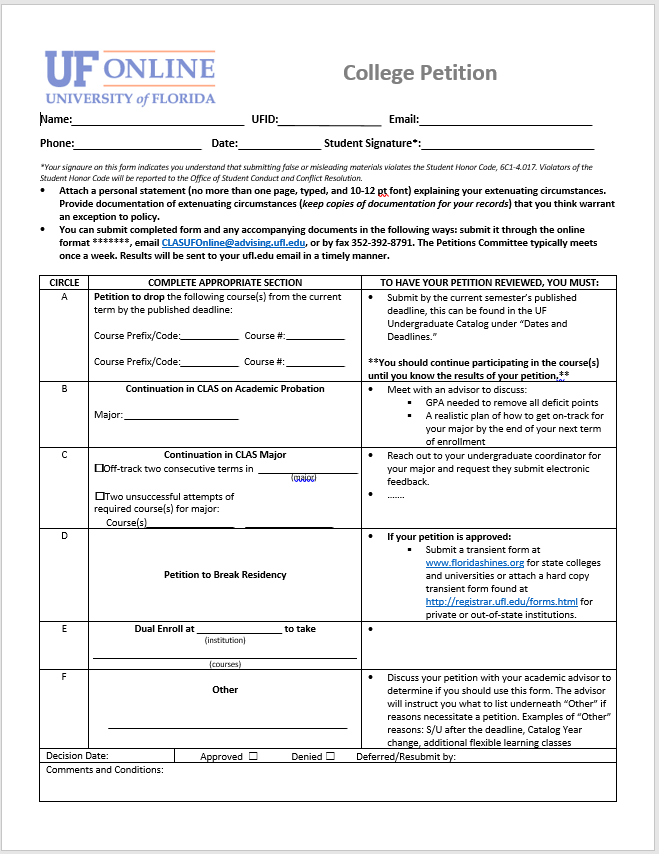 UF ONLINE
UNIVERSITY of FLORIDA
College Petition
Name:____________________ UFID:__________________ Email:______________________________
Phone:______________________ Date:______________ Student Signature*:______________________________
*Your signaure on this form indicates you understand that submitting false or misleading materials violates the Student Honor Code, 6C1-4.017. Violators of the
Student Honor Code will be reported to the Office of Student Conduct and Conflict Resolution.
• Attach a personal statement (no more than one page, typed, and 10-12 pt font) explaining your extenuating circumstances.
Provide documentation of extenuating circumstances (keep copies of documentation for your records) that you think warrant
an exception to policy.
• You can submit completed form and any accompanying documents in the following ways: submit it through the online
format *******, email CLASUFOnline@advising.ufl.edu, or by fax 352-392-8791. The Petitions Committee typically meets
once a week. Results will be sent to your ufl.edu email in a timely manner.
CIRCLE COMPLETE APPROPRIATE SECTION TO HAVE YOUR PETITION REVIEWED, YOU MUST:
A
Petition to drop the following course(s) from the current
term by the published deadline:
Course Prefix/Code:__________ Course #:__________
Course Prefix/Code:__________ Course #:__________
• Submit by the current semester's published
deadline, this can be found in the UF
Undergraduate Catalog under “Dates and
Deadlines.”
**You should continue participating in the course(s)
until you know the results of your petition.**
B
Continuation in CLAS on Academic Probation
Major:____________________
• Meet with an advisor to discuss:
▪ GPA needed to remove all deficit points
▪ A realistic plan of how to get on-track for
your major by the end of your next term
of enrollment
C
Continuation in CLAS Major
☐Off-track two consecutive terms in __________________
(major)
☐Two unsuccessful attempts of
required course(s) for major:
Course(s)________________ ________________
• Reach out to your undergraduate coordinator for
your major and request they submit electronic
feedback.
• .......
D
Petition to Break Residency
• If your petition is approved:
▪ Submit a transient form at
www.floridashines.org for state colleges
and universities or attach a hard copy
transient form found at
http://registrar.ufl.edu/forms.html for
private or out-of-state institutions.
E
Dual Enroll at ________________ to take
(institution)
________________________________________
(courses)
•
F
Other
________________________________________
• Discuss your petition with your academic advisor to
determine if you should use this form. The advisor
will instruct you what to list underneath “Other” if
reasons necessitate a petition. Examples of “Other”
reasons: S/U after the deadline, Catalog Year
change, additional flexible learning classes
Decision Date: Approved ☐ Denied ☐ Deferred/Resubmit by:
Comments and Conditions: